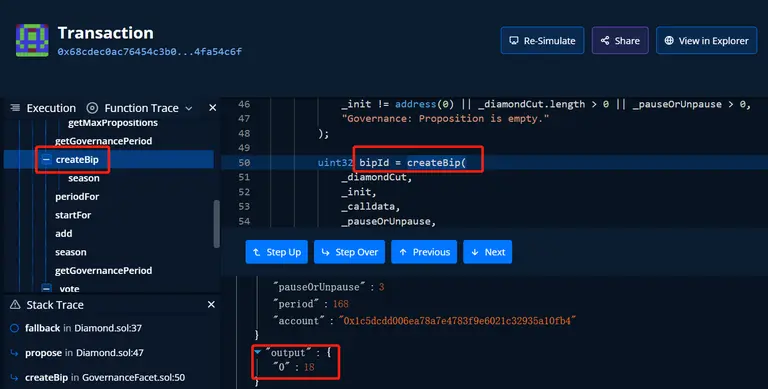 Transaction
0x68cdec0ac76454c3b0...4fa54c6f
Re-Simulate
Share
View in Explorer
Execution
Function Trace
getMaxPropositions
getGovernancePeriod
createBip
season
periodFor
startFor
add
season
getGovernancePeriod
_vote
Stack Trace
fallback in Diamond.sol:37
propose in Diamond.sol:47
createBip in GovernanceFacet.sol:50
46 _init != address(0) || _diamondCut.length > 0 || _pauseOrUnpause > 0,
47 "Governance: Proposition is empty."
48 );
49
50 uint32 bipId = createBip(
51 _diamondCut,
52 _init,
53 _calldata,
54 _pauseOrUnpause,
Step Up
Step Over
Previous
Next
"pauseOrUnpause" : 3
"period" : 168
"account" : "0x1c5dcdd006ea78a7e4783f9e6021c32935a10fb4"
}
"output" : {
"0" : 18
}